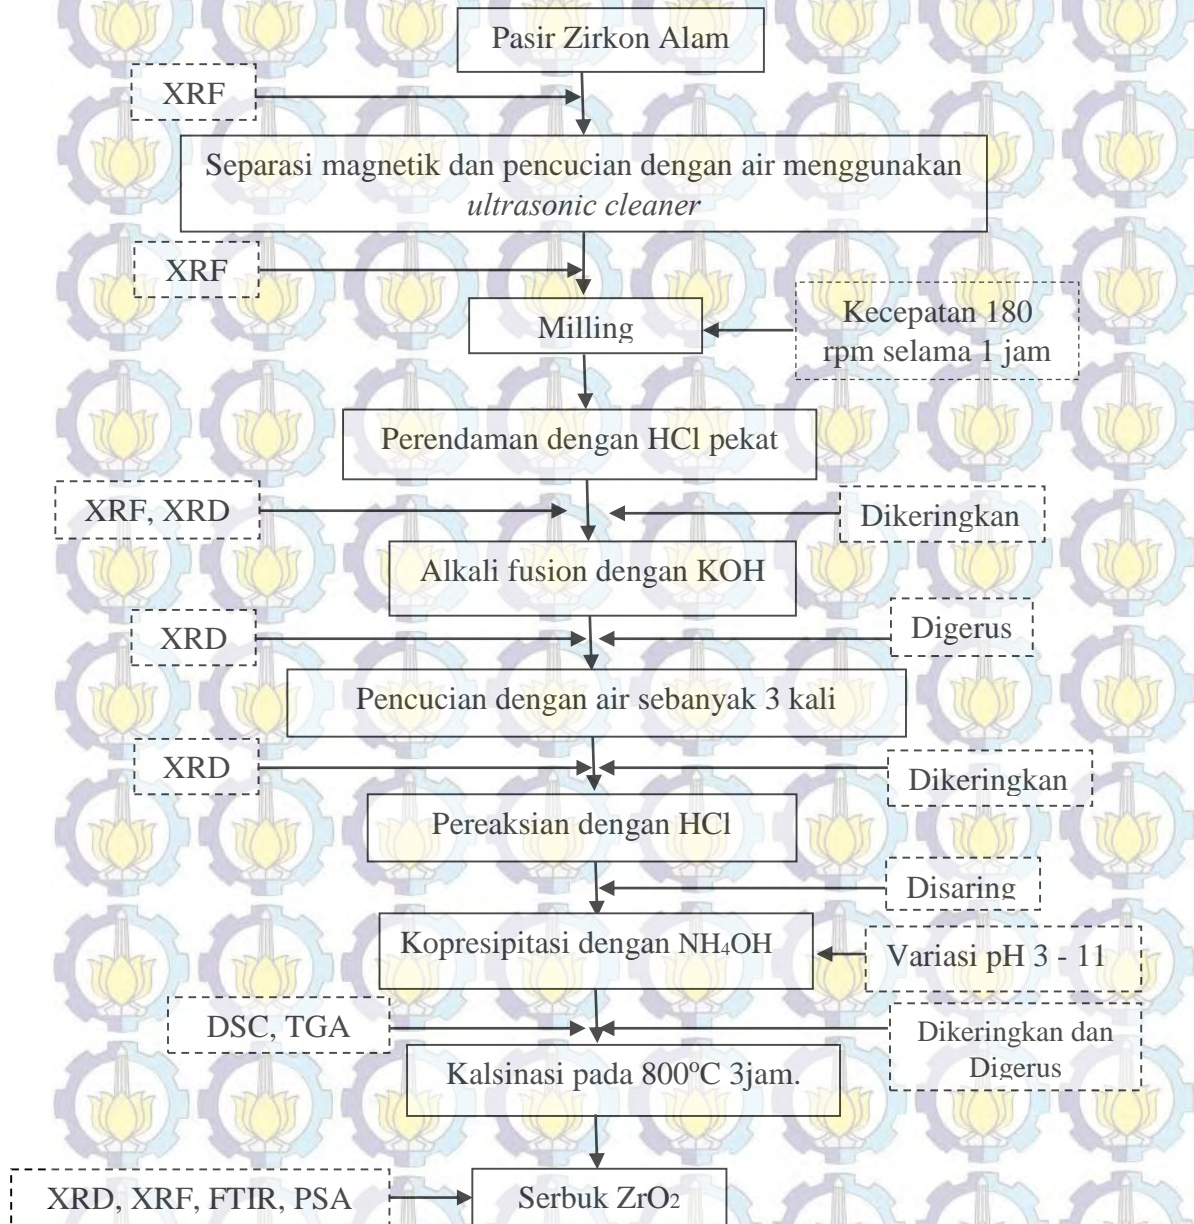 Pasir Zirkon Alam
XRF
Separasi magnetik dan pencucian dengan air menggunakan
ultrasonic cleaner
XRF
Milling
Kecepatan 180
rpm selama 1 jam
Perendaman dengan HCl pekat
XRF, XRD
Dikeringkan
Alkali fusion dengan KOH
XRD
Digerus
Pencucian dengan air sebanyak 3 kali
XRD
Dikeringkan
Pereaksian dengan HCl
Disaring
Kopresipitasi dengan NH₄OH
Variasi pH 3 - 11
DSC, TGA
Dikeringkan dan
Digerus
Kalsinasi pada 800°C 3jam.
XRD, XRF, FTIR, PSA
Serbuk ZrO₂